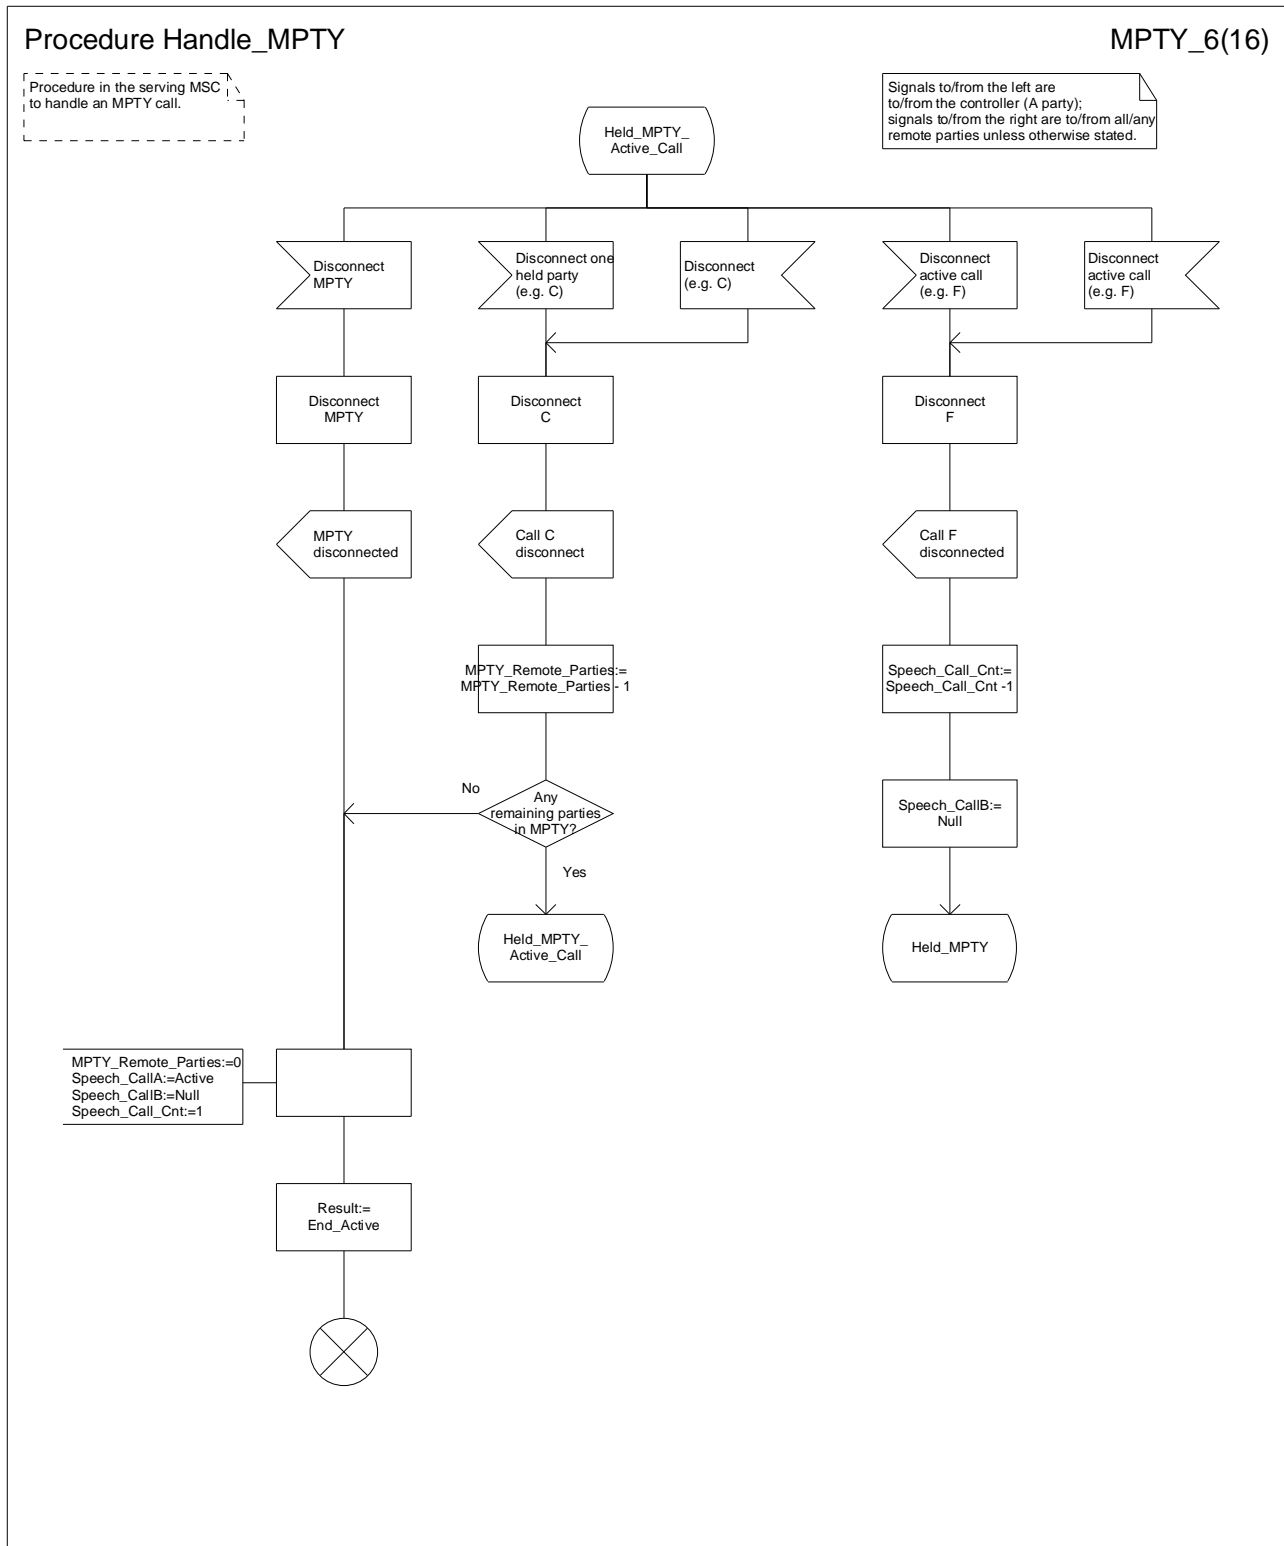 Procedure Handle_MPTY
MPTY_6(16)
Procedure in the serving MSC
to handle an MPTY call.
Signals to/from the left are
to/from the controller (A party);
signals to/from the right are to/from all/any
remote parties unless otherwise stated.
Held_MPTY_
Active_Call
Disconnect
MPTY
Disconnect one
held party
(e.g. C)
Disconnect
(e.g. C)
Disconnect
active call
(e.g. F)
Disconnect
active call
(e.g. F)
Disconnect
MPTY
Disconnect
C
Disconnect
F
MPTY
disconnected
Call C
disconnect
Call F
disconnected
MPTY_Remote_Parties:=
MPTY_Remote_Parties - 1
Speech_Call_Cnt:=
Speech_Call_Cnt -1
No
Any
remaining parties
in MPTY?
Speech_CallB:=
Null
Yes
Held_MPTY_
Active_Call
Held_MPTY
MPTY_Remote_Parties:=0
Speech_CallA:=Active
Speech_CallB:=Null
Speech_Call_Cnt:=1
Result:=
End_Active